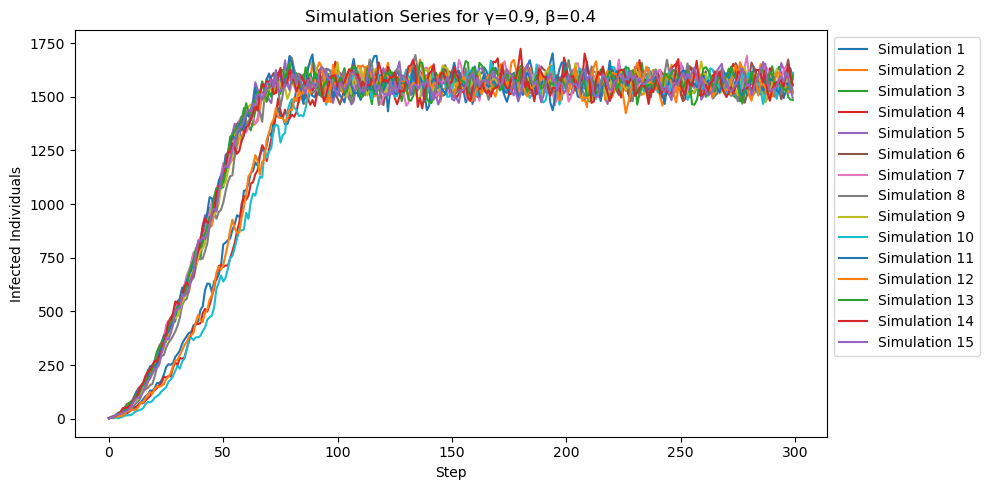 Simulation Series for γ=0.9, β=0.4
Infected Individuals
1750
1500
1250
1000
750
500
250
0
0 50 100 150 200 250 300
Step
Simulation 1
Simulation 2
Simulation 3
Simulation 4
Simulation 5
Simulation 6
Simulation 7
Simulation 8
Simulation 9
Simulation 10
Simulation 11
Simulation 12
Simulation 13
Simulation 14
Simulation 15